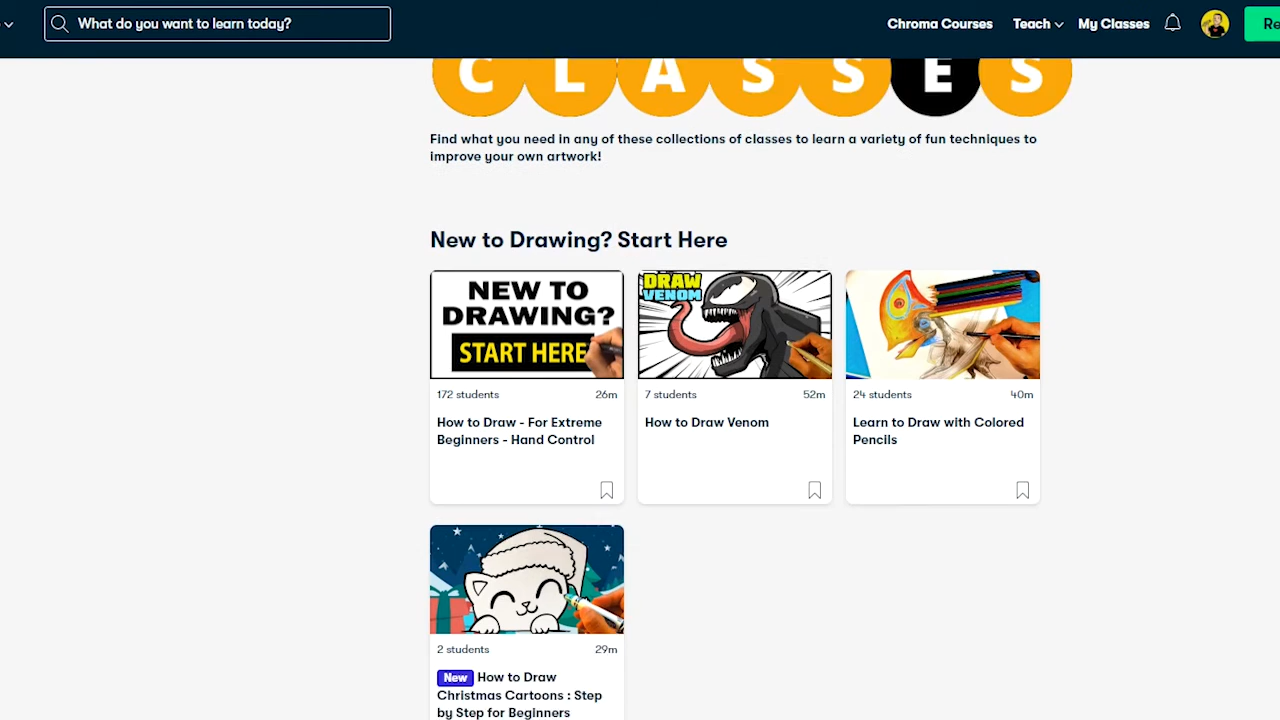 What do you want to learn today?
Chroma Courses
Teach
My Classes
Re
CLASSES
Find what you need in any of these collections of classes to learn a variety of fun techniques to
improve your own artwork!
New to Drawing? Start Here
NEW TO
DRAWING?
START HERE
172 students
26m
How to Draw - For Extreme
Beginners - Hand Control
DRAW
VENOM
7 students
52m
How to Draw Venom
24 students
40m
Learn to Draw with Colored
Pencils
2 students
29m
New How to Draw
Christmas Cartoons : Step
by Step for Beginners